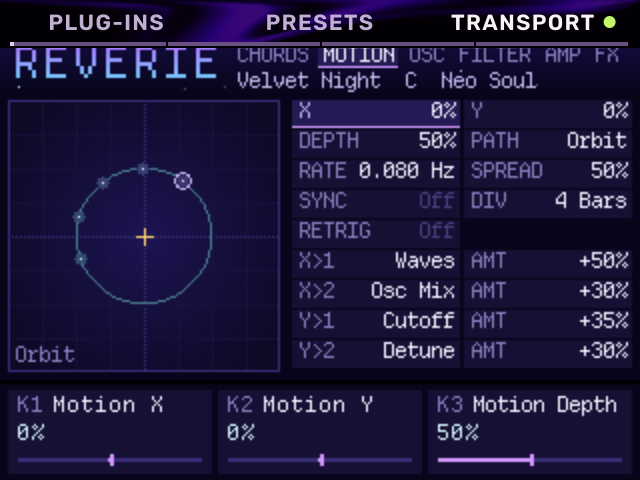 PLUG-INS PRESETS TRANSPORT
REVERIE CHORDS MOTION OSC FILTER AMP FX
Velvet Night C Neo Soul
X 0% Y 0%
DEPTH 50% PATH Orbit
RATE 0.080 Hz SPREAD 50%
SYNC Off DIV 4 Bars
RETRIG Off
X>1 Waves AMT +50%
X>2 Osc Mix AMT +30%
Y>1 Cutoff AMT +35%
Y>2 Detune AMT +30%
Orbit
K1 Motion X K2 Motion Y K3 Motion Depth
0% 0% 50%